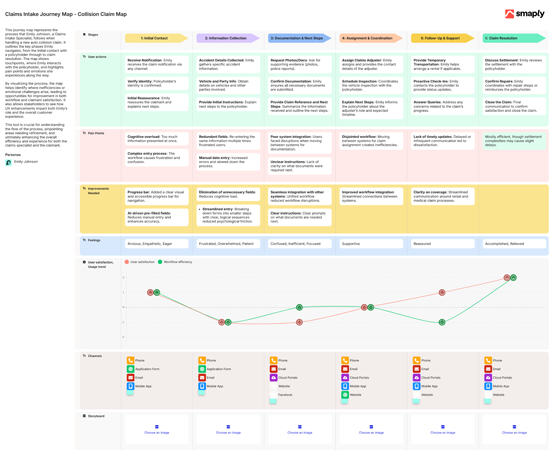 Claims Intake Journey Map - Collision Claim Map
smaply
This journey map represents the
process that Emily Johnson, a Claims
Intake Specialist, follows when
handling a new auto collision claim. It
outlines the key phases Emily
navigates, from the initial contact with
a policyholder through to claim
resolution. The map shows
touchpoints, where Emily interacts
with the policyholder, and highlights
pain points and emotions she
experiences along the way.
By visualizing the process, the map
helps identify where inefficiencies or
emotional challenges arise, leading to
opportunities for improvement in both
workflow and claimant satisfaction. It
also allows stakeholders to see how
UX enhancements impact both Emily's
role and the overall customer
experience.
This tool is crucial for understanding
the flow of the process, pinpointing
areas needing refinement, and
ultimately enhancing the overall
efficiency and experience for both the
claims specialist and the claimant.
Personas
Emily Johnson
Stages
1: Initial Contact
2: Information Collection
3: Documentation & Next Steps
4: Assignment & Coordination
5: Follow-Up & Support
6: Claim Resolution
User actions
Receive Notification: Emily
receives the claim notification
via any channel.
Verify Identity: Policyholder's
identity is confirmed.
Initial Reassurance: Emily
reassures the claimant and
explains next steps.
Accident Details Collected: Emily
gathers specific accident
information.
Vehicle and Party Info: Obtain
details on vehicles and other
parties involved.
Provide Initial Instructions: Explain
next steps to the policyholder.
Request Photos/Docs: Ask for
supporting evidence (photos,
police reports).
Confirm Documentation: Emily
ensures all necessary documents
are submitted.
Provide Claim Reference and Next
Steps: Summarize the information
received and outline the next steps.
Assign Claims Adjuster: Emily
assigns and provides the contact
details of the adjuster.
Schedule Inspection: Coordinates
the vehicle inspection with the
policyholder.
Explain Next Steps: Emily informs
the policyholder about the
adjuster's role and expected
timeline.
Provide Temporary
Transportation: Emily helps
arrange a rental if applicable.
Proactive Check-ins: Emily
contacts the policyholder to
provide status updates.
Answer Queries: Address any
concerns related to the claim's
progress.
Discuss Settlement: Emily reviews
the settlement with the
policyholder.
Confirm Repairs: Emily
coordinates with repair shops or
reimburses the policyholder.
Close the Claim: Final
communication to confirm
satisfaction and close the claim.
Pain Points
Cognitive overload: Too much
information presented at once.
Complex entry process: The
workflow causes frustration and
confusion.
Redundant fields: Re-entering the
same information multiple times
frustrates users.
Manual data entry: Increased
errors and slowed down the
process.
Poor system integration: Users
faced disruptions when moving
between systems for
documentation.
Unclear Instructions: Lack of
clarity on what documents were
needed next.
Disjointed workflow: Moving
between systems for claim
assignment created inefficiencies.
Lack of timely updates: Delayed or
infrequent communication led to
dissatisfaction.
Mostly efficient, though settlement
complexities may cause slight
delays.
Improvements
Needed
Progress bar: Added a clear visual
and accessible progress bar for
navigation.
AI-driven pre-filled fields:
Reduces manual entry and
enhances accuracy.
Elimination of unnecessary fields:
Reduces cognitive load.
• Streamlined entry: Breaking
down forms into smaller steps
with clear, logical sequences
reduced psychological friction.
Seamless integration with other
systems: Unified workflow
reduced workflow disruptions.
Clear instructions: Clear prompts
on what documents are needed
next.
Improved workflow integration:
Streamlined connections between
systems.
Clarity on coverage: Streamlined
communication around rental and
medical claim processes.
Feelings
Anxious, Empathetic, Eager
Frustrated, Overwhelmed, Patient
Confused, Inefficient, Focused
Supportive
Reassured
Accomplished, Relieved
User satisfaction,
Usage trend
User satisfaction
Workflow efficiency
Channels
Phone
Application Form
Email
Mobile App
Phone
Application Form
Email
Mobile App
Phone
Email
Cloud Portals
Website
Facebook
Phone
Email
Cloud Portals
Mobile App
Website
Phone
Email
Cloud Portals
Mobile App
Website
Phone
Email
Cloud Portals
Mobile App
Website
Storyboard
Choose an image
Choose an image
Choose an image
Choose an image
Choose an image
Choose an image